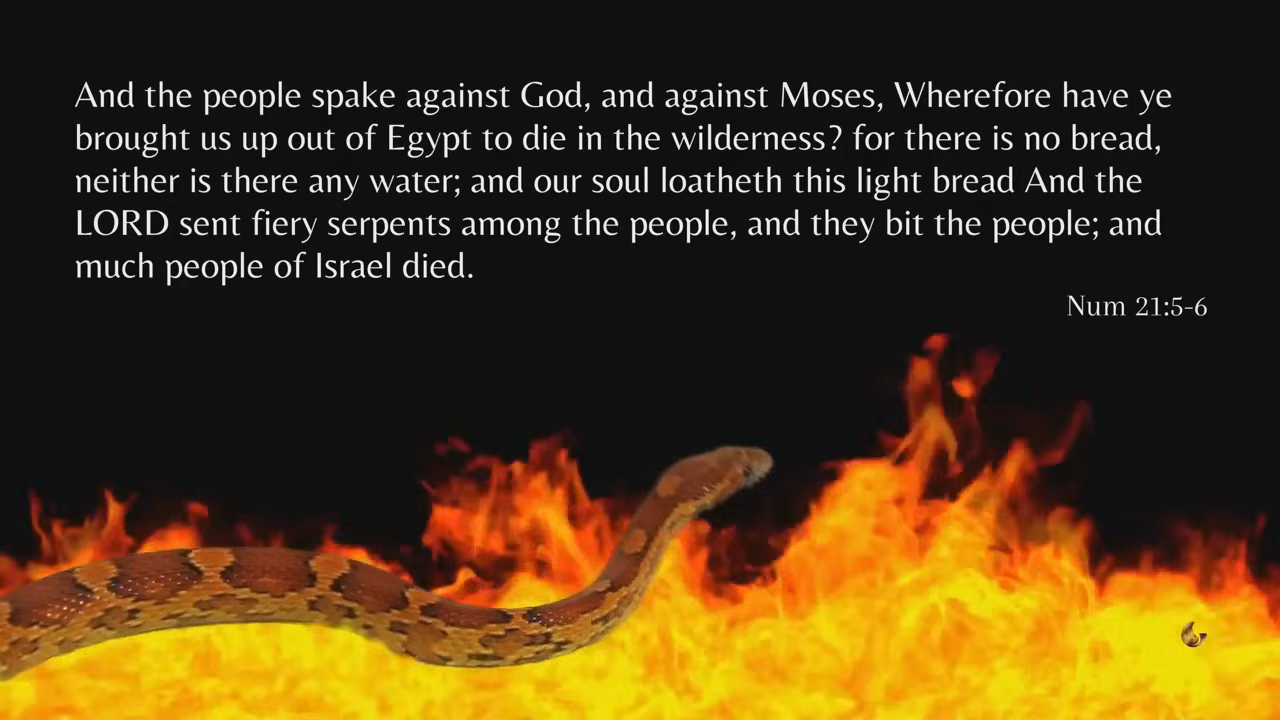 And the people spake against God, and against Moses, Wherefore have ye
brought us up out of Egypt to die in the wilderness? for there is no bread,
neither is there any water; and our soul loatheth this light bread And the
LORD sent fiery serpents among the people, and they bit the people; and
much people of Israel died.
Num 21:5-6